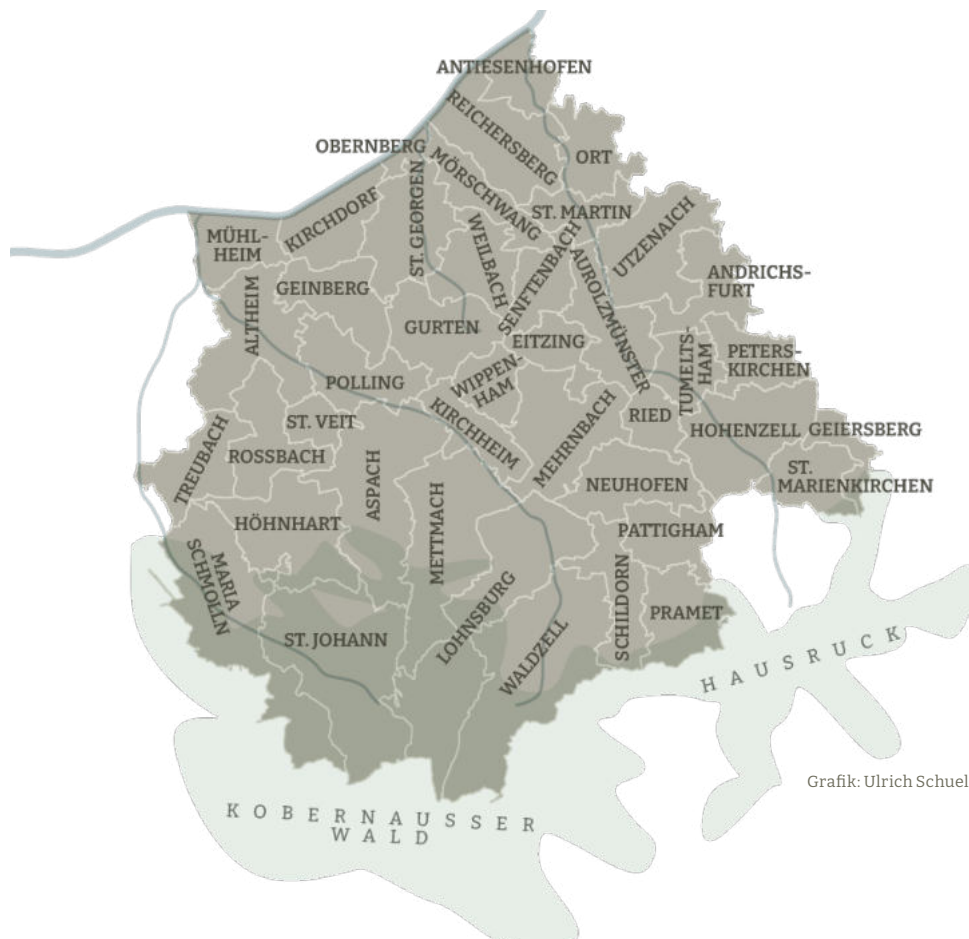 ANTIESENHOFEN
REICHERSBERG
OBERNBERG
ORT
MÖRSCHWANG
ST. GEORGEN
KIRCHDORF
ST. MARTIN
UTZENAICH
MÜHL-
HEIM
WEILBACH
SENFTENBACH
AUROLZMÜNSTER
ANDRICHS-
FURT
ALTHEIM
GEINBERG
GURTEN
EITZING
TUMELTS-
HAM
PETERS-
KIRCHEN
POLLING
WIPPEN-
HAM
KIRCHHEIM
MEHRNBACH
RIED
HOHENZELL
GEIERSBERG
ST. VEIT
TREUBACH
ROSSBACH
ASPACH
METTMACH
NEUHOFEN
ST.
MARIENKIRCHEN
HÖHNHART
PATTIGHAM
MARIA
SCHMOLLN
ST. JOHANN
LOHNSBURG
WALDZELL
SCHILDORN
PRAMET
HAUSRUCK
Grafik: Ulrich Schuel
KOBERNAUSSER
WALD